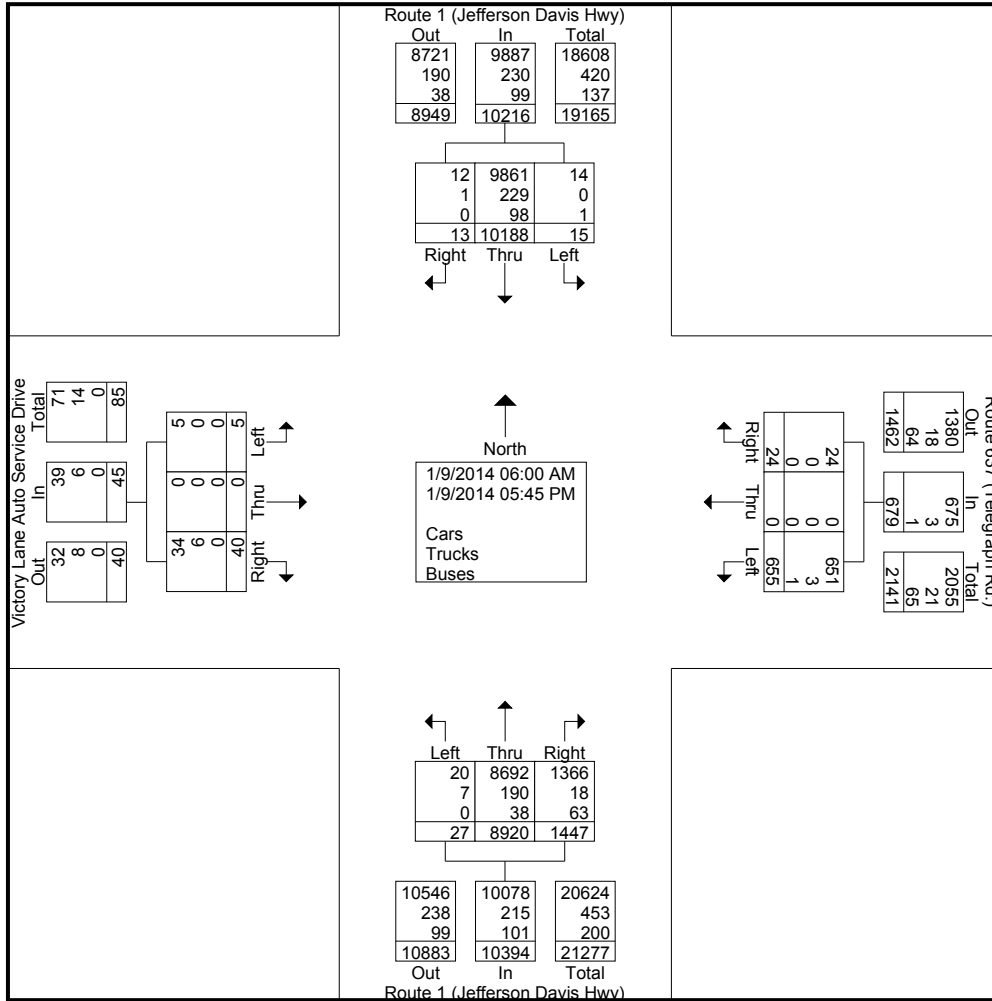 Route 1 (Jefferson Davis Hwy)
Out In Total
8721 9887 18608
190 230 420
38 99 137
8949 10216 19165
12 9861 14
1 229 0
0 98 1
13 10188 15
Right Thru Left
Victory Lane Auto Service Drive
Total In Out
71 39 32
14 6 8
0 0 0
85 45 40
5 0 34
0 0 6
0 0 0
5 0 40
Left Thru Right
North
1/9/2014 06:00 AM
1/9/2014 05:45 PM
Cars
Trucks
Buses
Route 637 (Telegraph Rd.)
Out In Total
1380 675 2055
18 3 21
64 1 65
1462 679 2141
24 0 651
0 0 3
0 0 1
24 0 655
Right Thru Left
Left Thru Right
20 8692 1366
7 190 18
0 38 63
27 8920 1447
10546 10078 20624
238 215 453
99 101 200
10883 10394 21277
Out In Total
Route 1 (Jefferson Davis Hwy)